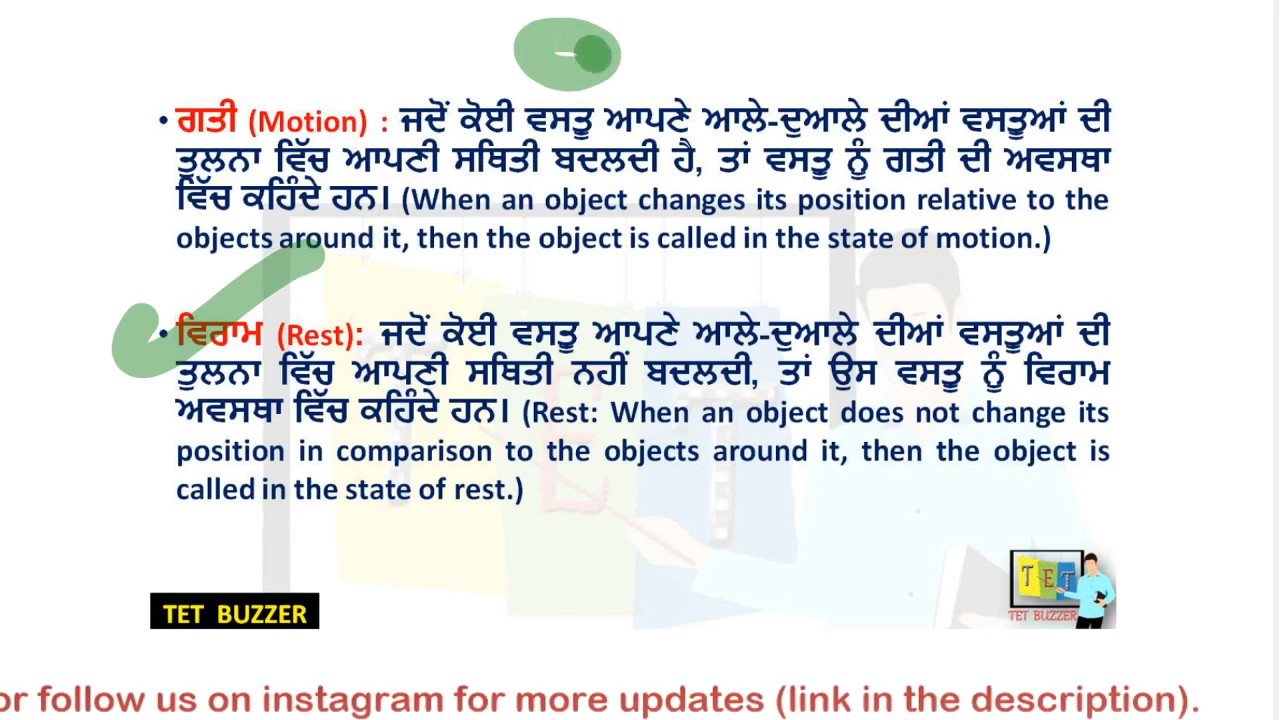 • ਗਤੀ (Motion) : ਜਦੋਂ ਕੋਈ ਵਸਤੂ ਆਪਣੇ ਆਲੇ-ਦੁਆਲੇ ਦੀਆਂ ਵਸਤੂਆਂ ਦੀ
ਤੁਲਨਾ ਵਿੱਚ ਆਪਣੀ ਸਥਿਤੀ ਬਦਲਦੀ ਹੈ, ਤਾਂ ਵਸਤੂ ਨੂੰ ਗਤੀ ਦੀ ਅਵਸਥਾ
ਵਿੱਚ ਕਹਿੰਦੇ ਹਨ। (When an object changes its position relative to the
objects around it, then the object is called in the state of motion.)
• ਵਿਰਾਮ (Rest): ਜਦੋਂ ਕੋਈ ਵਸਤੂ ਆਪਣੇ ਆਲੇ-ਦੁਆਲੇ ਦੀਆਂ ਵਸਤੂਆਂ ਦੀ
ਤੁਲਨਾ ਵਿੱਚ ਆਪਣੀ ਸਥਿਤੀ ਨਹੀਂ ਬਦਲਦੀ, ਤਾਂ ਉਸ ਵਸਤੂ ਨੂੰ ਵਿਰਾਮ
ਅਵਸਥਾ ਵਿੱਚ ਕਹਿੰਦੇ ਹਨ। (Rest: When an object does not change its
position in comparison to the objects around it, then the object is
called in the state of rest.)
TET BUZZER
TET
TET BUZZER
or follow us on instagram for more updates (link in the description).